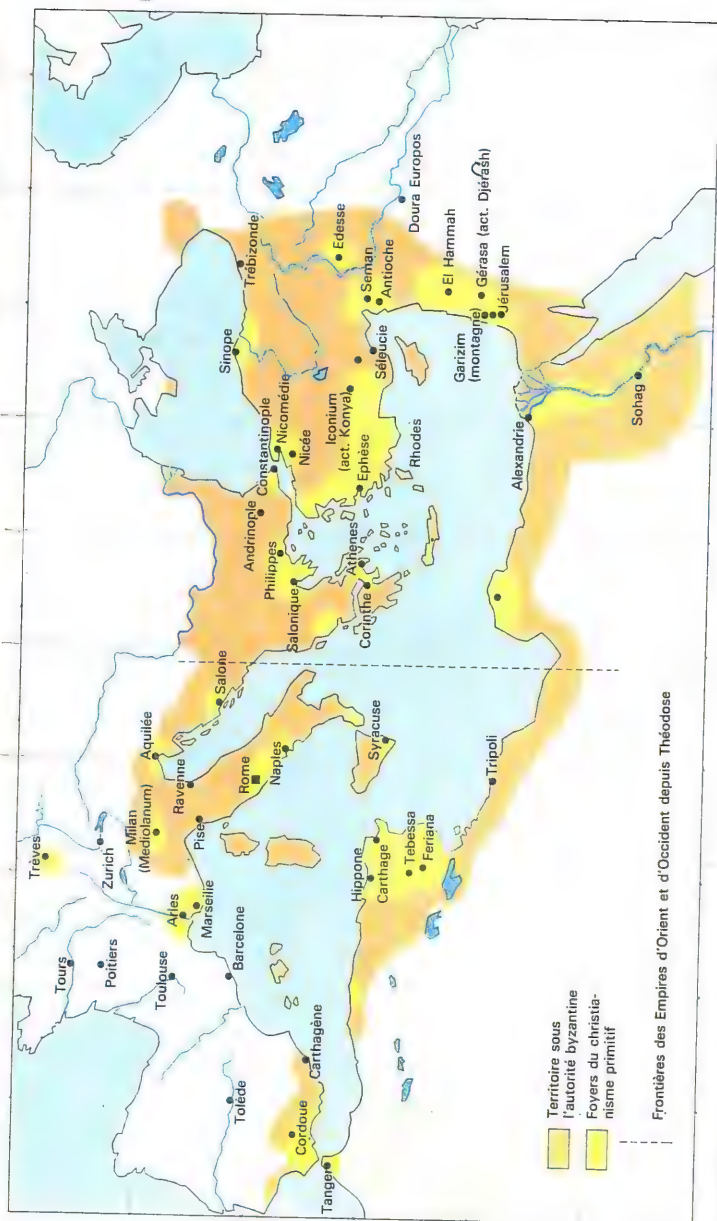 Tours
Poitiers
Toulouse
Trèves
Zurich
Arles
Marseille
Milan
(Mediolanum)
Aquilée
Ravenne
Pise
Salone
Rome
Naples
Barcelone
Tolède
Cordoue
Carthagène
Tanger
Syracuse
Hippone
Carthage
Tebessa
Feriana
Tripoli
Andrinople
Constantinople
Philippes
Salonique
Nicomédie
Nicée
Athènes
Corinthe
Ephèse
Iconium
(act. Konya)
Rhodes
Sinope
Trébizonde
Séleucie
Edesse
Seman
Antioche
Doura Europos
El Hammah
Gérasa (act. Djérash)
Jérusalem
Garizim
(montagne)
Alexandrie
Sohag
Territoire sous
l'autorité byzantine
Foyers du christia-
nisme primitif
Frontières des Empires d'Orient et d'Occident depuis Théodose